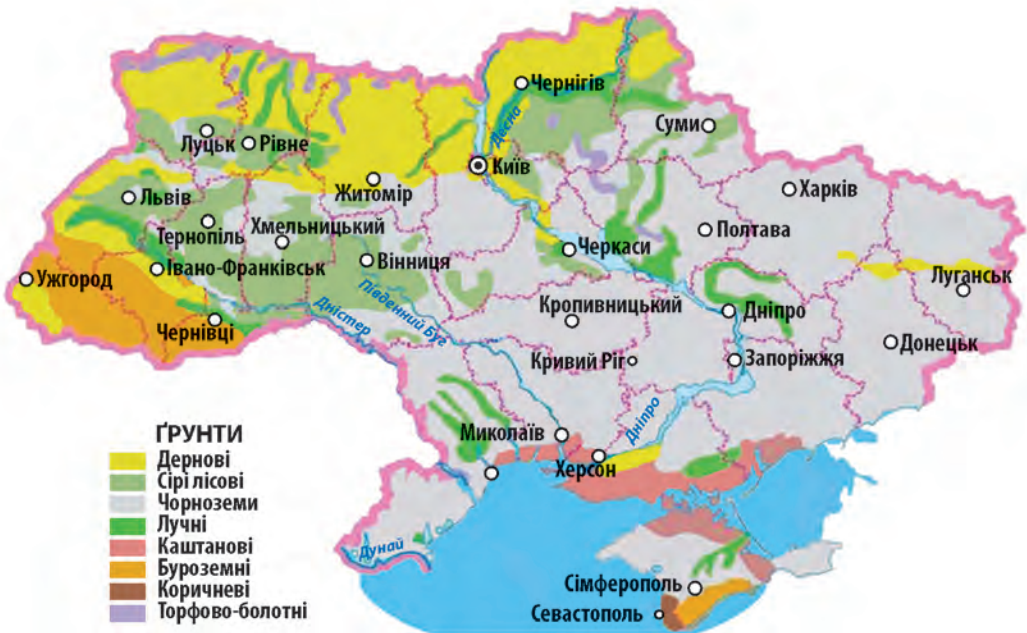 Чернігів
Десна
Суми
Луцьк
Рівне
Київ
Житомір
Харків
Львів
Хмельницький
Тернопіль
Полтава
Черкаси
Вінниця
Івано-Франківськ
Ужгород
Луганськ
Південний Буг
Кропивницький
Дністер
Дніпро
Чернівці
Донецьк
Кривий Ріг
Запоріжжя
Дніпро
Миколаїв
Херсон
ҐРУНТИ
Дернові
Сірі лісові
Чорноземи
Лучні
Каштанові
Буроземні
Коричневі
Торфово-болотні
Дунай
Сімферополь
Севастополь